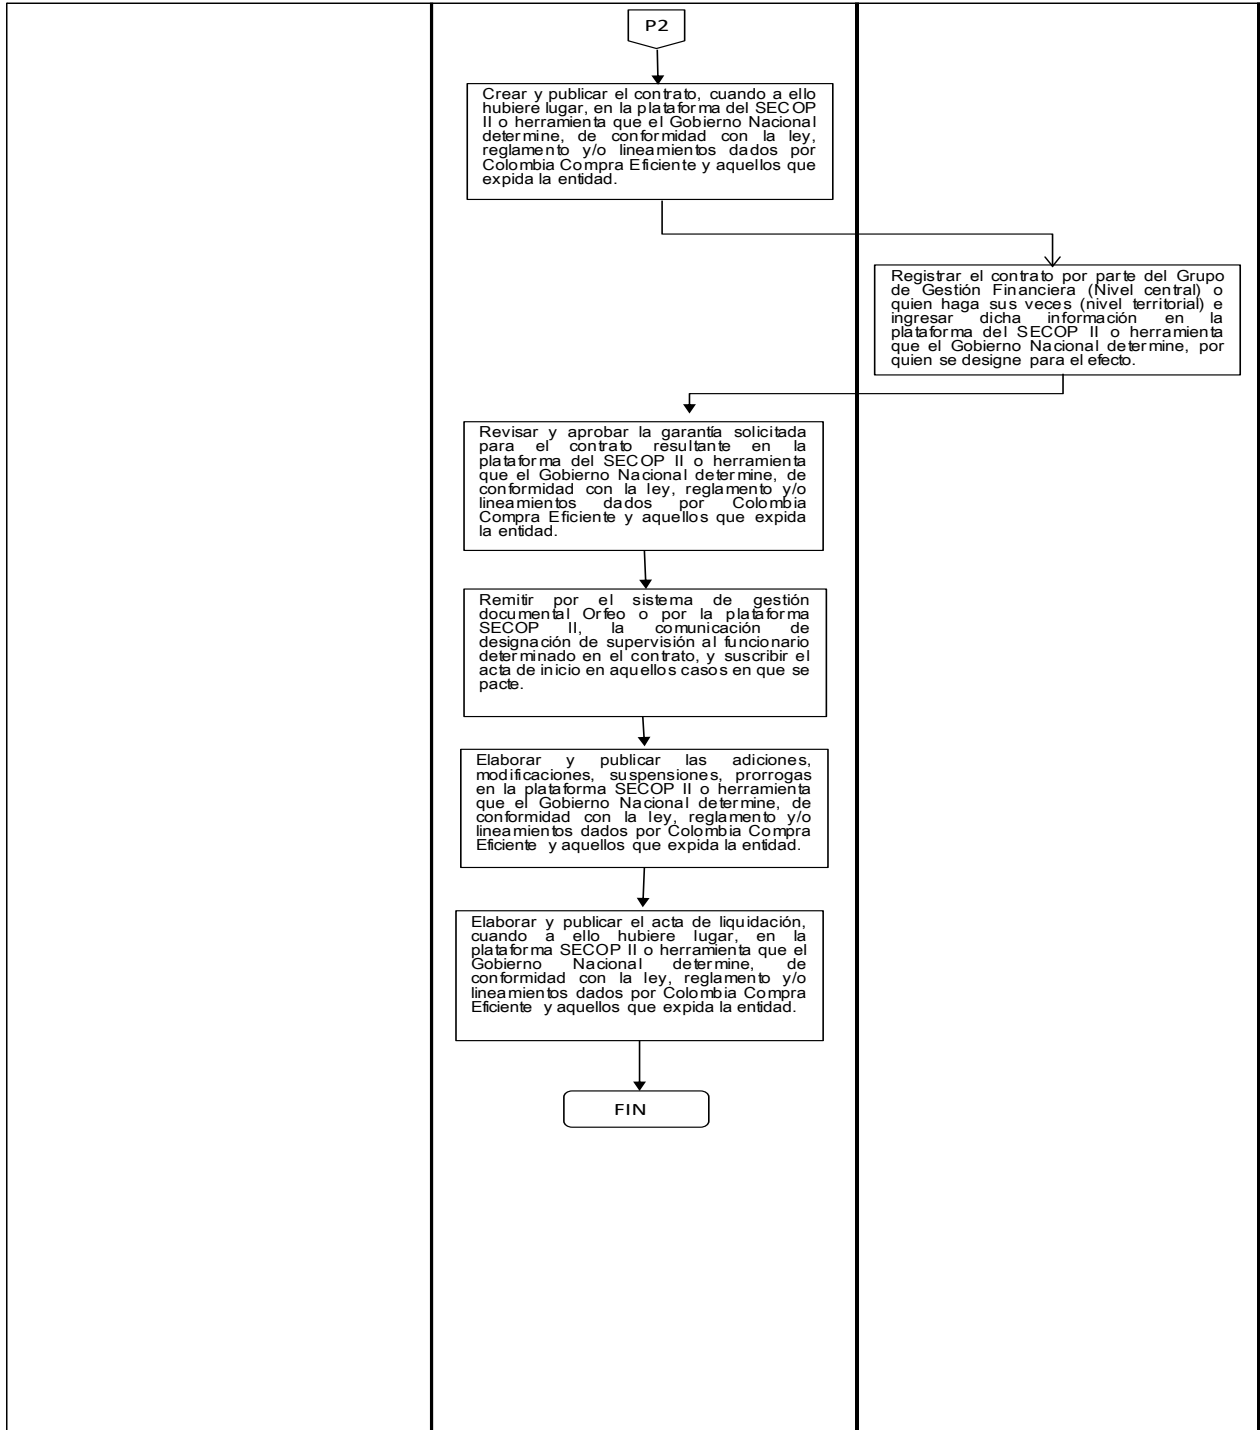 P2
Crear y publicar el contrato, cuando a ello
hubiere lugar, en la plataforma del SECOP
II o herramienta que el Gobierno Nacional
determine, de conformidad con la ley,
reglamento y/o lineamientos dados por
Colombia Compra Eficiente y aquellos que
expida la entidad.
Registrar el contrato por parte del Grupo
de Gestión Financiera (Nivel central) o
quien haga sus veces (nivel territorial) e
ingresar dicha información en la
plataforma del SECOP II o herramienta
que el Gobierno Nacional determine, por
quien se designe para el efecto.
Revisar y aprobar la garantía solicitada
para el contrato resultante en la
plataforma del SECOP II o herramienta
que el Gobierno Nacional determine, de
conformidad con la ley, reglamento y/o
lineamientos dados por Colombia
Compra Eficiente y aquellos que expida
la entidad.
Remitir por el sistema de gestión
documental Orfeo o por la plataforma
SECOP II, la comunicación de
designación de supervisión al funcionario
determinado en el contrato, y suscribir el
acta de inicio en aquellos casos en que se
pacte.
Elaborar y publicar las adiciones,
modificaciones, suspensiones, prorrogas
en la plataforma SECOP II o herramienta
que el Gobierno Nacional determine, de
conformidad con la ley, reglamento y/o
lineamientos dados por Colombia Compra
Eficiente y aquellos que expida la entidad.
Elaborar y publicar el acta de liquidación,
cuando a ello hubiere lugar, en la
plataforma SECOP II o herramienta que el
Gobierno Nacional determine, de
conformidad con la ley, reglamento y/o
lineamientos dados por Colombia Compra
Eficiente y aquellos que expida la entidad.
FIN